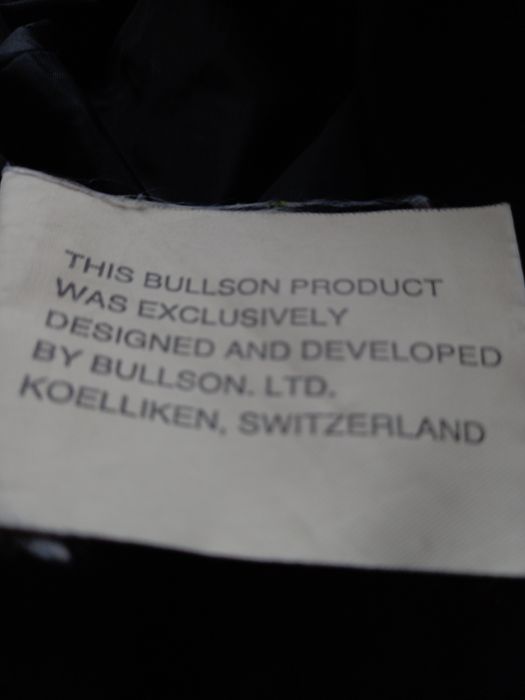 THIS BULLSON PRODUCT
WAS EXCLUSIVELY
DESIGNED AND DEVELOPED
BY BULLSON. LTD.
KOELLIKEN, SWITZERLAND